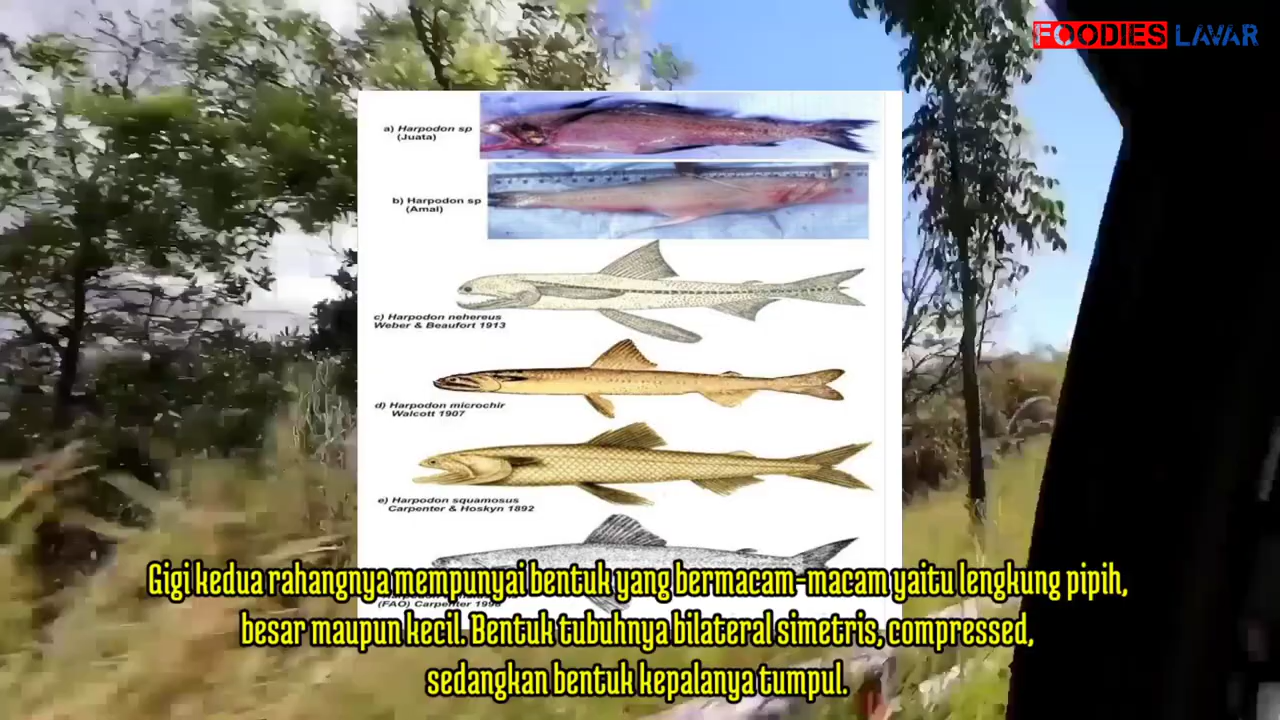 FOODIES LAVAR
a) Harpodon sp
(Juata)
b) Harpodon sp
(Amal)
c) Harpodon nehereus
Weber & Beaufort 1913
d) Harpodon microchir
Walcott 1907
e) Harpodon squamosus
Carpenter & Hoskyn 1892
(FAO) Carpenter
Gigi kedua rahangnya mempunyai bentuk yang bermacam-macam yaitu lengkung pipih,
besar maupun kecil. Bentuk tubuhnya bilateral simetris, compressed,
sedangkan bentuk kepalanya tumpul.